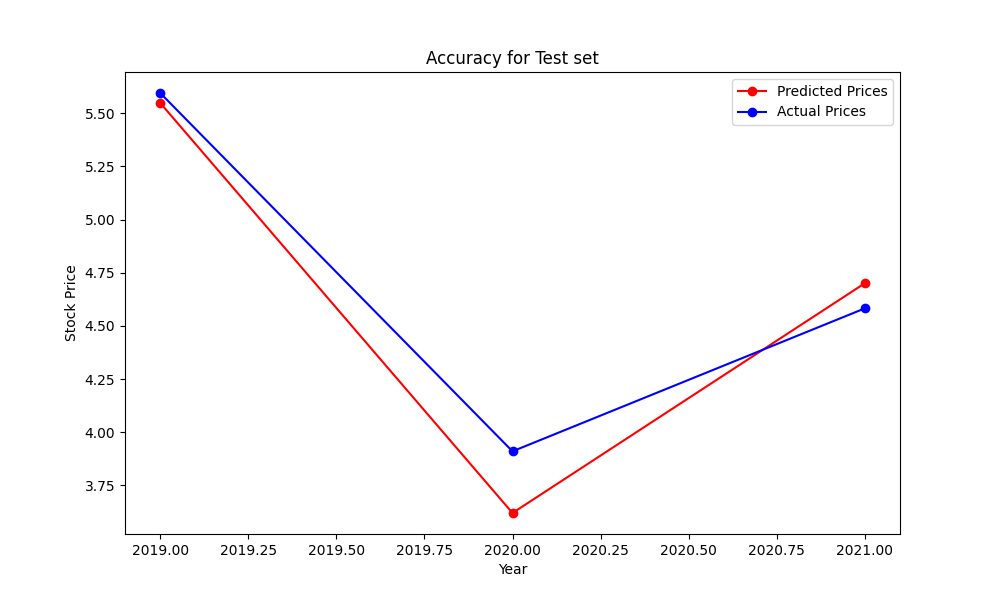 Accuracy for Test set
Predicted Prices
Actual Prices
5.50
5.25
5.00
4.75
4.50
4.25
4.00
3.75
Stock Price
2019.00 2019.25 2019.50 2019.75 2020.00 2020.25 2020.50 2020.75 2021.00
Year